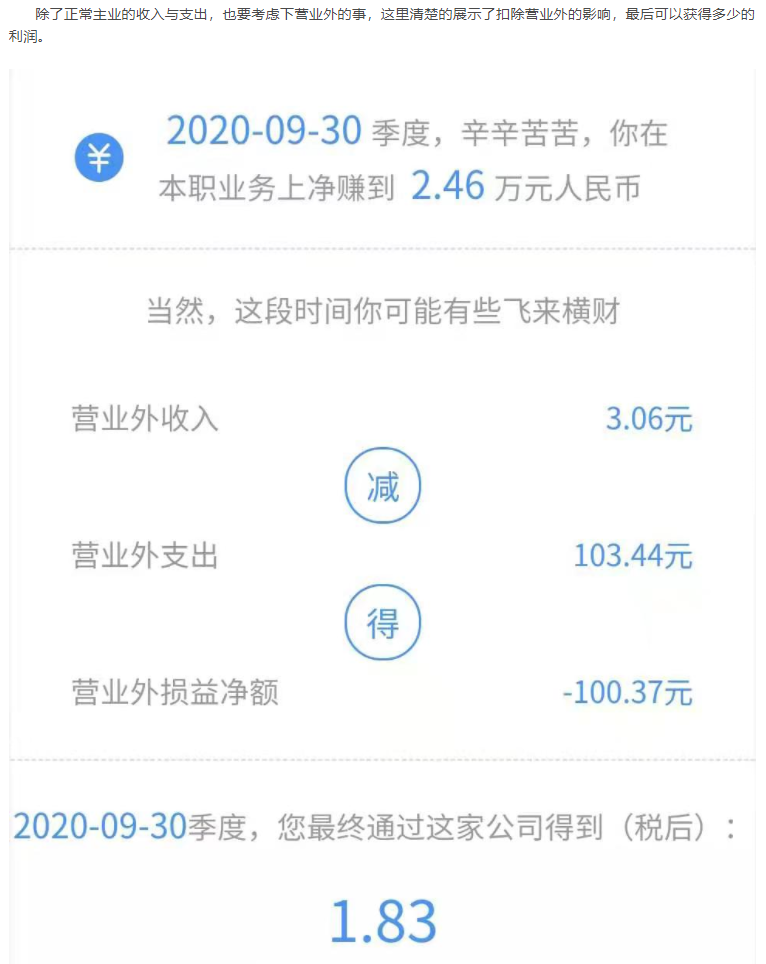 除了正常主业的收入与支出，也要考虑下营业外的事，这里清楚的展示了扣除营业外的影响，最后可以获得多少的
利润。
¥
2020-09-30 季度，辛辛苦苦，你在
本职业务上净赚到 2.46 万元人民币
当然，这段时间你可能有些飞来横财
营业外收入 3.06元
减
营业外支出 103.44元
得
营业外损益净额 -100.37元
2020-09-30季度，您最终通过这家公司得到（税后）：
1.83